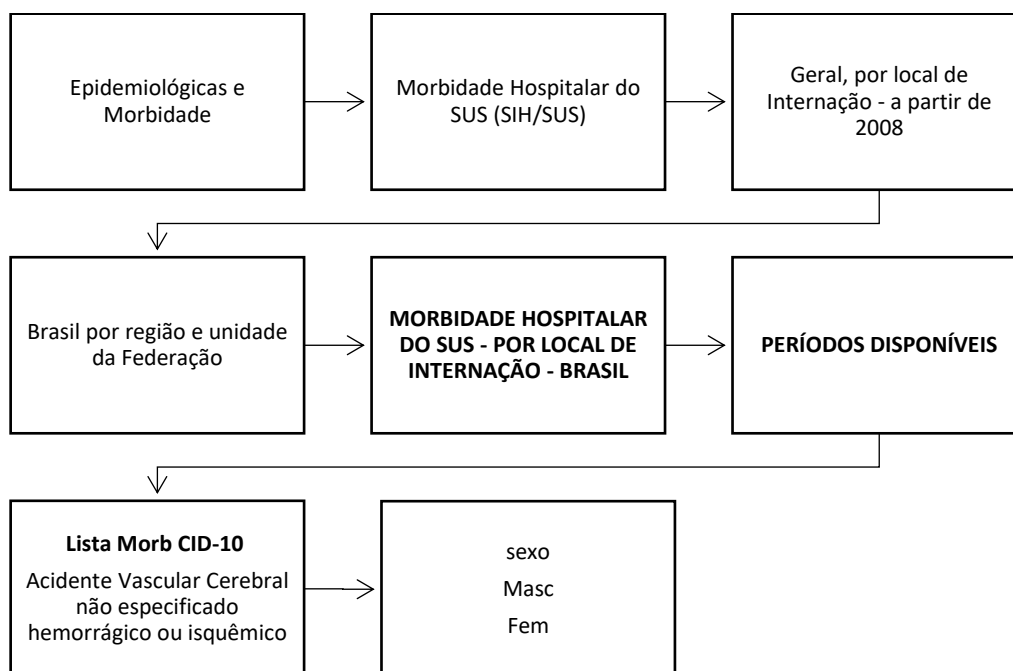 Epidemiológicas e
Morbidade
Morbidade Hospitalar do
SUS (SIH/SUS)
Geral, por local de
Internação - a partir de
2008
Brasil por região e unidade
da Federação
MORBIDADE HOSPITALAR
DO SUS - POR LOCAL DE
INTERNAÇÃO - BRASIL
PERÍODOS DISPONÍVEIS
Lista Morb CID-10
Acidente Vascular Cerebral
não especificado
hemorrágico ou isquêmico
sexo
Masc
Fem